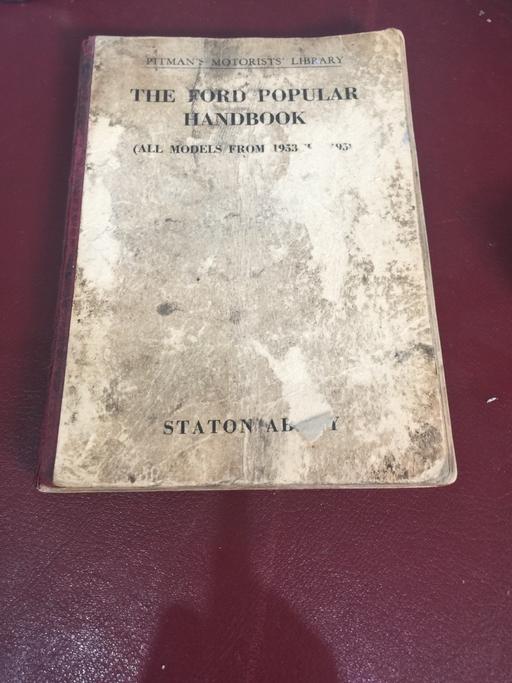 PITMAN'S MOTORISTS' LIBRARY
THE FORD POPULAR
HANDBOOK
(ALL MODELS FROM 1953
STATON